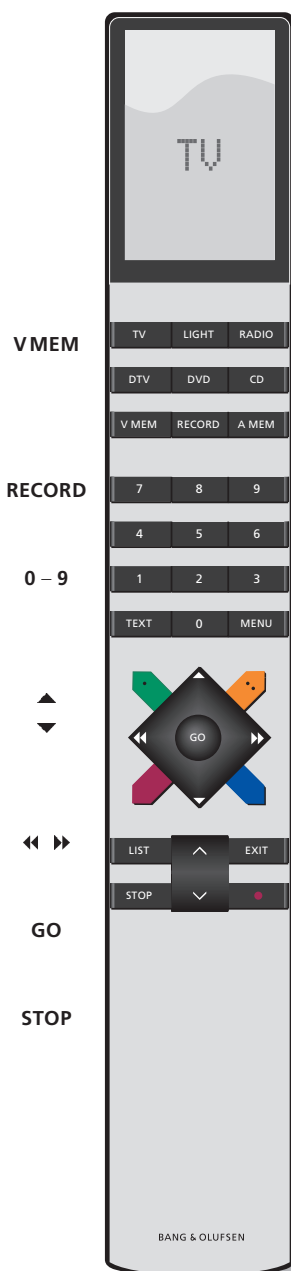 TV
V MEM
TV LIGHT RADIO
DTV DVD CD
V MEM RECORD A MEM
RECORD
7 8 9
4 5 6
0 – 9
1 2 3
TEXT 0 MENU
GO
LIST EXIT
STOP
GO
STOP
BANG & OLUFSEN